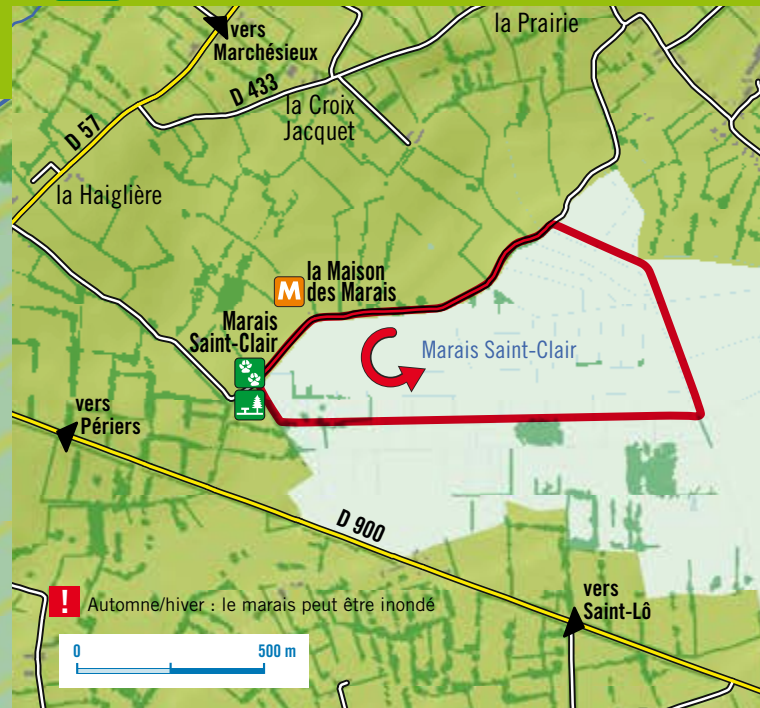 vers
Marchésieux
la Prairie
D 433
la Croix
Jacquet
D 57
la Haiglière
la Maison
des Marais
M
Marais
Saint-Clair
Marais Saint-Clair
vers
Périers
D 900
vers
Saint-Lô
! Automne/hiver : le marais peut être inondé
0 500 m